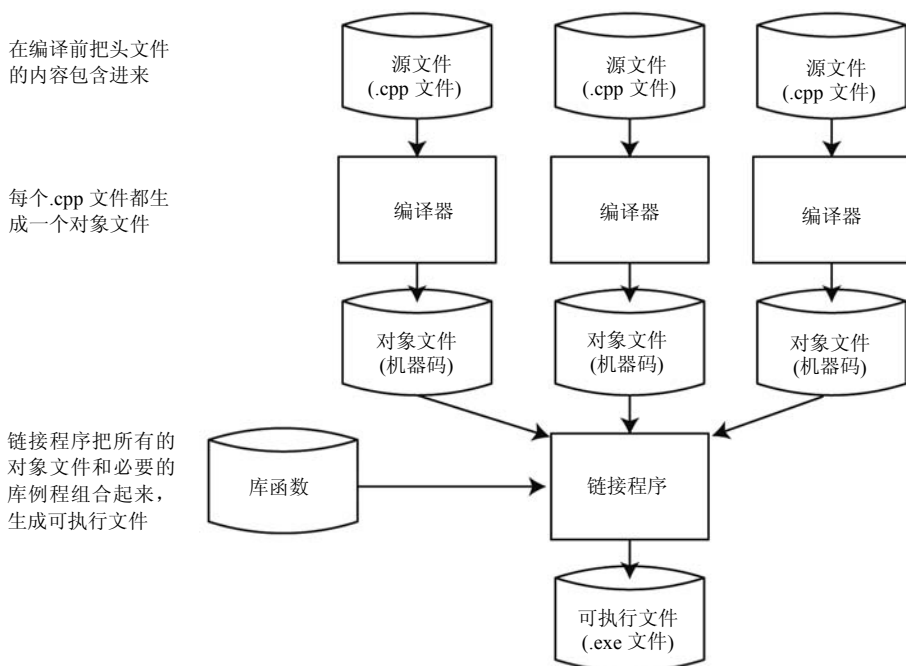 在编译前把头文件
的内容包含进来
源文件
(.cpp 文件)
源文件
(.cpp 文件)
源文件
(.cpp 文件)
每个.cpp 文件都生
成一个对象文件
编译器
编译器
编译器
对象文件
(机器码)
对象文件
(机器码)
对象文件
(机器码)
链接程序把所有的
对象文件和必要的
库例程组合起来，
生成可执行文件
库函数
链接程序
可执行文件
(.exe 文件)